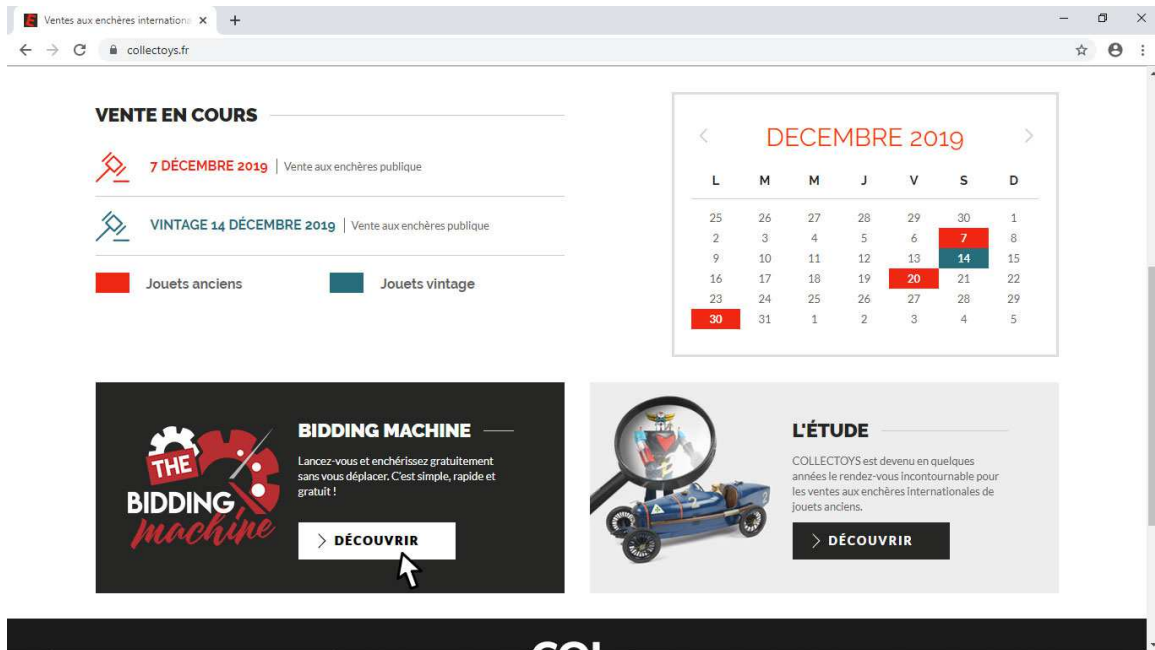 Ventes aux enchères internationa
collectoys.fr
VENTE EN COURS
7 DÉCEMBRE 2019 | Vente aux enchères publique
VINTAGE 14 DÉCEMBRE 2019 | Vente aux enchères publique
Jouets anciens Jouets vintage
DECEMBRE 2019
L M M J V S D
25 26 27 28 29 30 1
2 3 4 5 6 7 8
9 10 11 12 13 14 15
16 17 18 19 20 21 22
23 24 25 26 27 28 29
30 31 1 2 3 4 5
THE
BIDDING
machine
BIDDING MACHINE
Lancez-vous et enchérissez gratuitement
sans vous déplacer. C'est simple, rapide et
gratuit !
DÉCOUVRIR
2
L'ÉTUDE
COLLECTOYS est devenu en quelques
années le rendez-vous incontournable pour
les ventes aux enchères internationales de
jouets anciens.
DÉCOUVRIR